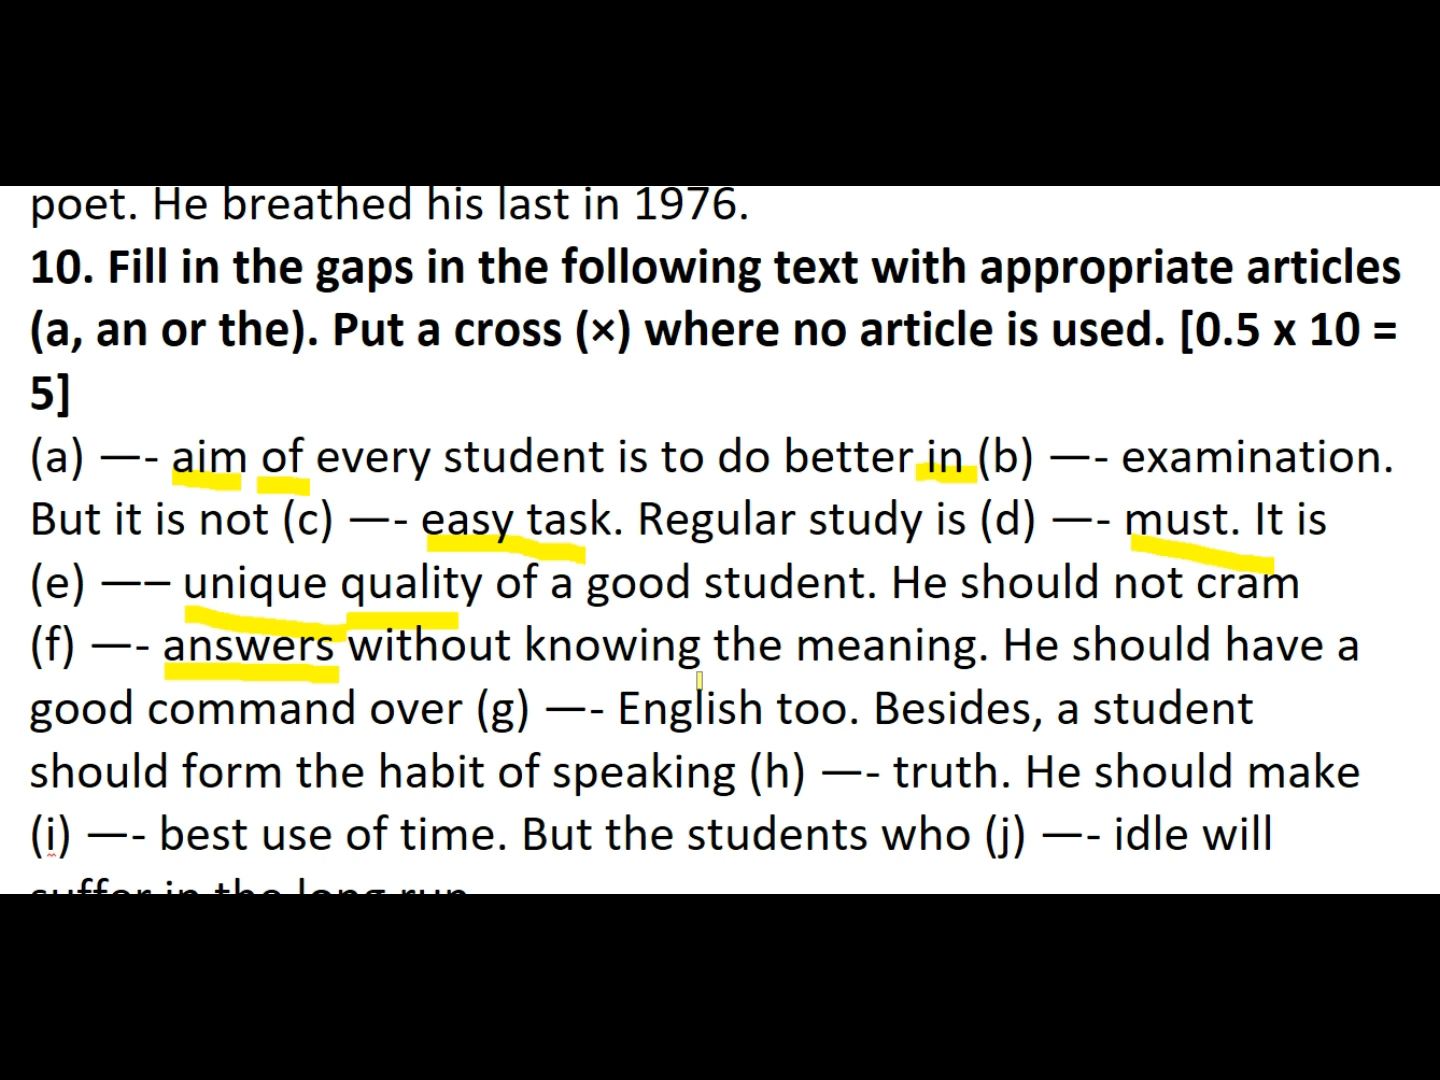 poet. He breathed his last in 1976.
10. Fill in the gaps in the following text with appropriate articles
(a, an or the). Put a cross (×) where no article is used. [0.5 x 10 =
5]
(a) —- aim of every student is to do better in (b) —- examination.
But it is not (c) —- easy task. Regular study is (d) —- must. It is
(e) —– unique quality of a good student. He should not cram
(f) —- answers without knowing the meaning. He should have a
good command over (g) —- English too. Besides, a student
should form the habit of speaking (h) —- truth. He should make
(i) —- best use of time. But the students who (j) —- idle will
suffer in the long run